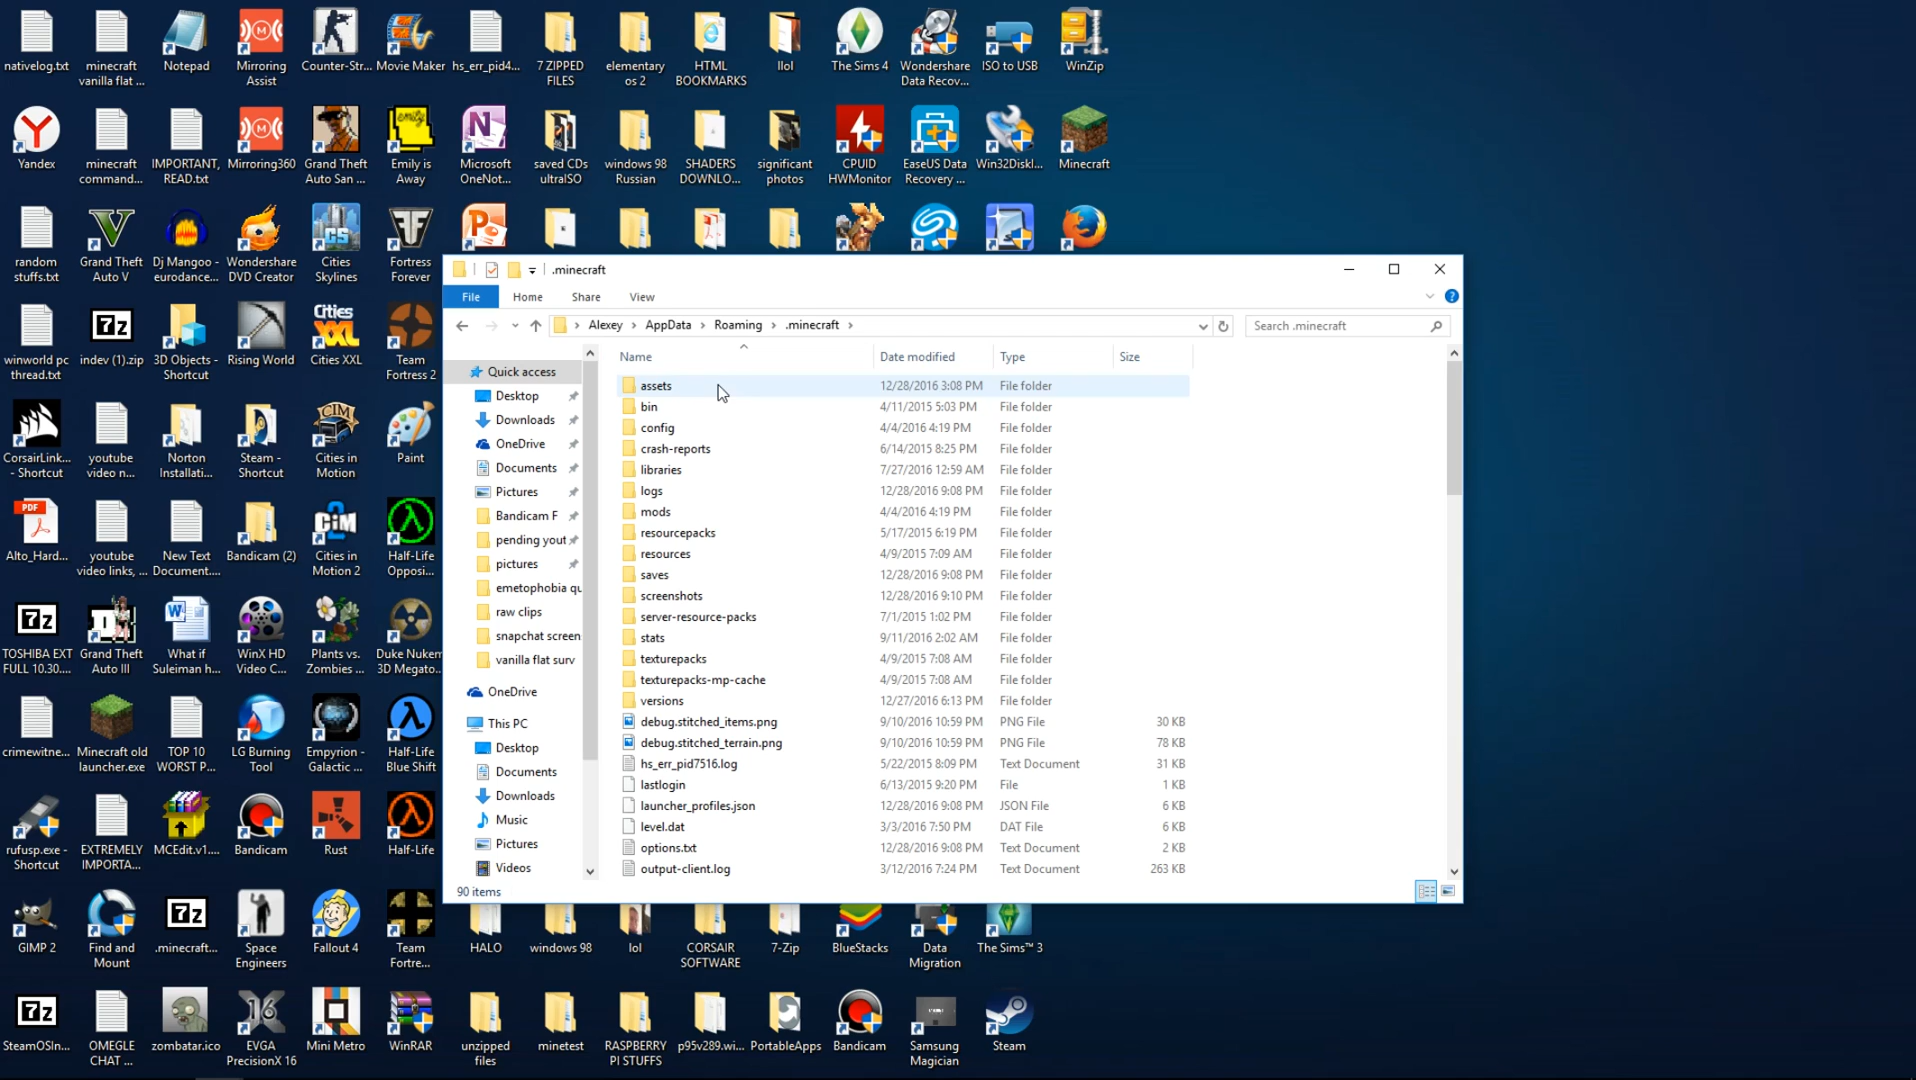 nativelog.txt
minecraft
vanilla flat ...
Notepad
Mirroring
Assist
Counter-Str...
Movie Maker
hs_err_pid4...
7 ZIPPED
FILES
elementary
os 2
HTML
BOOKMARKS
llol
The Sims 4
Wondershare
Data Recov...
ISO to USB
WinZip
Yandex
minecraft
command...
IMPORTANT,
READ.txt
Mirroring360
Grand Theft
Auto San ...
Emily is
Away
Microsoft
OneNot...
saved CDs
ultraISO
windows 98
Russian
SHADERS
DOWNLO...
significant
photos
CPUID
HWMonitor
EaseUS Data
Recovery ...
Win32DiskI...
Minecraft
random
stuffs.txt
Grand Theft
Auto V
Dj Mangoo -
eurodance...
Wondershare
DVD Creator
Cities
Skylines
Fortress
Forever
winworld pc
thread.txt
indev (1).zip
3D Objects -
Shortcut
Rising World
Cities XXL
Team
Fortress 2
CorsairLink...
- Shortcut
youtube
video n...
Norton
Installati...
Steam -
Shortcut
Cities in
Motion
Paint
Alto_Hard...
youtube
video links, ...
New Text
Document....
Bandicam (2)
Cities in
Motion 2
Half-Life
Opposi...
TOSHIBA EXT
FULL 10.30....
Grand Theft
Auto III
What if
Suleiman h...
WinX HD
Video C...
Plants vs.
Zombies ...
Duke Nukem
3D Megato...
crimewitne...
Minecraft old
launcher.exe
TOP 10
WORST P...
LG Burning
Tool
Empyrion -
Galactic ...
Half-Life
Blue Shift
rufusp.exe -
Shortcut
EXTREMELY
IMPORTA...
MCEdit.v1....
Bandicam
Rust
Half-Life
GIMP 2
Find and
Mount
.minecraft...
Space
Engineers
Fallout 4
Team
Fortre...
HALO
windows 98
lol
CORSAIR
SOFTWARE
7-Zip
BlueStacks
Data
Migration
The Sims™ 3
SteamOSIn...
OMEGLE
CHAT ...
zombatar.ico
EVGA
PrecisionX 16
Mini Metro
WinRAR
unzipped
files
minetest
RASPBERRY
PI STUFFS
p95v289.wi...
PortableApps
Bandicam
Samsung
Magician
Steam
.minecraft
File Home Share View
Alexey > AppData > Roaming > .minecraft >
Search .minecraft
Quick access
Desktop
Downloads
OneDrive
Documents
Pictures
Bandicam F
pending yout
pictures
emetophobia qu
raw clips
snapchat screen
vanilla flat surv
OneDrive
This PC
Desktop
Documents
Downloads
Music
Pictures
Videos
Name Date modified Type Size
assets 12/28/2016 3:08 PM File folder
bin 4/11/2015 5:03 PM File folder
config 4/4/2016 4:19 PM File folder
crash-reports 6/14/2015 8:25 PM File folder
libraries 7/27/2016 12:59 AM File folder
logs 12/28/2016 9:08 PM File folder
mods 4/4/2016 4:19 PM File folder
resourcepacks 5/17/2015 6:19 PM File folder
resources 4/9/2015 7:09 AM File folder
saves 12/28/2016 9:08 PM File folder
screenshots 12/28/2016 9:10 PM File folder
server-resource-packs 7/1/2015 1:02 PM File folder
stats 9/11/2016 2:02 AM File folder
texturepacks 4/9/2015 7:08 AM File folder
texturepacks-mp-cache 4/9/2015 7:08 AM File folder
versions 12/27/2016 6:13 PM File folder
debug.stitched_items.png 9/10/2016 10:59 PM PNG File 30 KB
debug.stitched_terrain.png 9/10/2016 10:59 PM PNG File 78 KB
hs_err_pid7516.log 5/22/2015 8:09 PM Text Document 31 KB
lastlogin 6/13/2015 9:20 PM File 1 KB
launcher_profiles.json 12/28/2016 9:08 PM JSON File 6 KB
level.dat 3/3/2016 7:50 PM DAT File 6 KB
options.txt 12/28/2016 9:08 PM Text Document 2 KB
output-client.log 3/12/2016 7:24 PM Text Document 263 KB
90 items